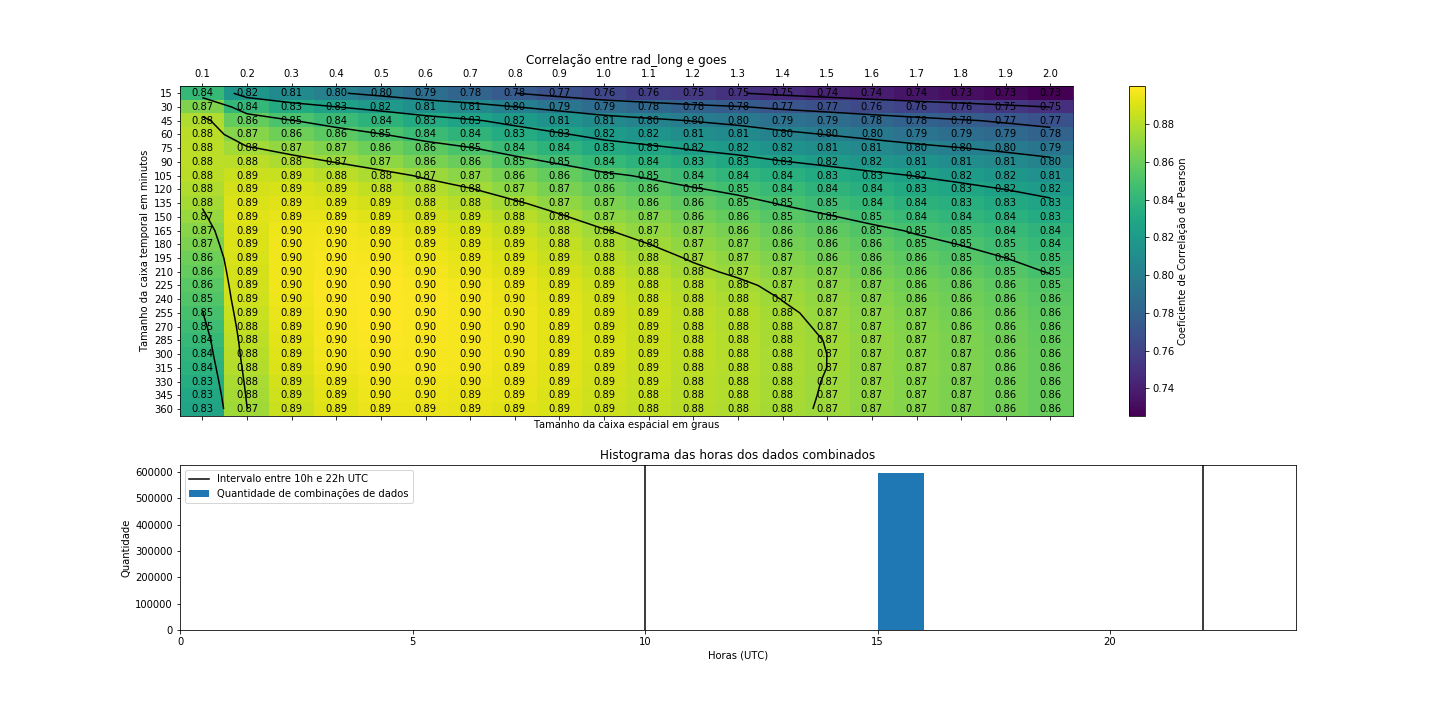 Correlação entre rad_long e goes
0.1 0.2 0.3 0.4 0.5 0.6 0.7 0.8 0.9 1.0 1.1 1.2 1.3 1.4 1.5 1.6 1.7 1.8 1.9 2.0
15 0.84 0.82 0.81 0.80 0.80 0.79 0.78 0.78 0.77 0.76 0.76 0.75 0.75 0.75 0.74 0.74 0.74 0.73 0.73 0.73
30 0.87 0.84 0.83 0.83 0.82 0.81 0.81 0.80 0.79 0.79 0.78 0.78 0.78 0.77 0.77 0.76 0.76 0.76 0.75 0.75
45 0.88 0.86 0.85 0.84 0.84 0.83 0.83 0.82 0.82 0.81 0.81 0.80 0.80 0.79 0.79 0.78 0.78 0.78 0.77 0.77
60 0.88 0.87 0.86 0.86 0.85 0.84 0.84 0.83 0.83 0.82 0.82 0.82 0.81 0.81 0.80 0.80 0.80 0.79 0.79 0.79 0.78
75 0.88 0.88 0.87 0.87 0.86 0.86 0.85 0.84 0.84 0.83 0.83 0.82 0.82 0.82 0.81 0.81 0.80 0.80 0.80 0.79
90 0.88 0.88 0.88 0.87 0.87 0.86 0.86 0.85 0.85 0.84 0.84 0.83 0.83 0.83 0.82 0.82 0.81 0.81 0.81 0.80
105 0.88 0.89 0.89 0.88 0.88 0.87 0.87 0.86 0.86 0.85 0.85 0.84 0.84 0.84 0.83 0.83 0.82 0.82 0.82 0.81
120 0.88 0.89 0.89 0.89 0.88 0.88 0.88 0.87 0.87 0.86 0.86 0.85 0.85 0.84 0.84 0.84 0.83 0.83 0.82 0.82
135 0.88 0.89 0.89 0.89 0.89 0.89 0.88 0.88 0.87 0.87 0.86 0.86 0.85 0.85 0.85 0.84 0.84 0.83 0.83 0.83
150 0.87 0.89 0.89 0.89 0.89 0.89 0.89 0.88 0.88 0.87 0.87 0.86 0.86 0.85 0.85 0.85 0.84 0.84 0.84 0.83
165 0.87 0.89 0.90 0.90 0.90 0.89 0.89 0.89 0.88 0.88 0.87 0.87 0.86 0.86 0.86 0.85 0.85 0.85 0.84 0.84
180 0.87 0.89 0.90 0.90 0.90 0.89 0.89 0.89 0.89 0.88 0.88 0.87 0.87 0.86 0.86 0.86 0.85 0.85 0.85 0.84
195 0.86 0.89 0.90 0.90 0.90 0.90 0.89 0.89 0.89 0.88 0.88 0.87 0.87 0.87 0.86 0.86 0.86 0.85 0.85 0.85
210 0.86 0.89 0.90 0.90 0.90 0.90 0.90 0.89 0.89 0.88 0.88 0.88 0.87 0.87 0.87 0.86 0.86 0.86 0.85 0.85
225 0.86 0.89 0.90 0.90 0.90 0.90 0.90 0.90 0.89 0.89 0.88 0.88 0.88 0.87 0.87 0.87 0.86 0.86 0.86 0.85
240 0.85 0.89 0.90 0.90 0.90 0.90 0.90 0.90 0.89 0.89 0.88 0.88 0.88 0.87 0.87 0.87 0.86 0.86 0.86 0.86
255 0.85 0.89 0.89 0.90 0.90 0.90 0.90 0.90 0.89 0.89 0.89 0.88 0.88 0.88 0.87 0.87 0.87 0.86 0.86 0.86
270 0.85 0.89 0.89 0.90 0.90 0.90 0.90 0.90 0.89 0.89 0.89 0.88 0.88 0.88 0.87 0.87 0.87 0.86 0.86 0.86
285 0.84 0.88 0.89 0.90 0.90 0.90 0.90 0.90 0.89 0.89 0.89 0.88 0.88 0.88 0.87 0.87 0.87 0.87 0.86 0.86
300 0.84 0.88 0.89 0.90 0.90 0.90 0.90 0.90 0.89 0.89 0.89 0.88 0.88 0.88 0.87 0.87 0.87 0.87 0.86 0.86
315 0.84 0.88 0.89 0.89 0.90 0.90 0.90 0.89 0.89 0.89 0.88 0.88 0.88 0.88 0.87 0.87 0.87 0.87 0.86 0.86
330 0.83 0.88 0.89 0.89 0.90 0.90 0.90 0.89 0.89 0.89 0.88 0.88 0.88 0.88 0.87 0.87 0.87 0.87 0.86 0.86
345 0.83 0.88 0.89 0.89 0.90 0.90 0.89 0.89 0.89 0.89 0.88 0.88 0.88 0.88 0.87 0.87 0.87 0.87 0.86 0.86
360 0.83 0.87 0.89 0.89 0.89 0.89 0.89 0.89 0.89 0.89 0.88 0.88 0.88 0.88 0.87 0.87 0.87 0.87 0.86 0.86
Tamanho da caixa temporal em minutos
Tamanho da caixa espacial em graus
0.88
0.86
0.84
0.82
0.80
0.78
0.76
0.74
Coeficiente de Correlação de Pearson
Histograma das horas dos dados combinados
Intervalo entre 10h e 22h UTC
Quantidade de combinações de dados
600000
500000
400000
300000
200000
100000
0
Quantidade
0 5 10 15 20
Horas (UTC)